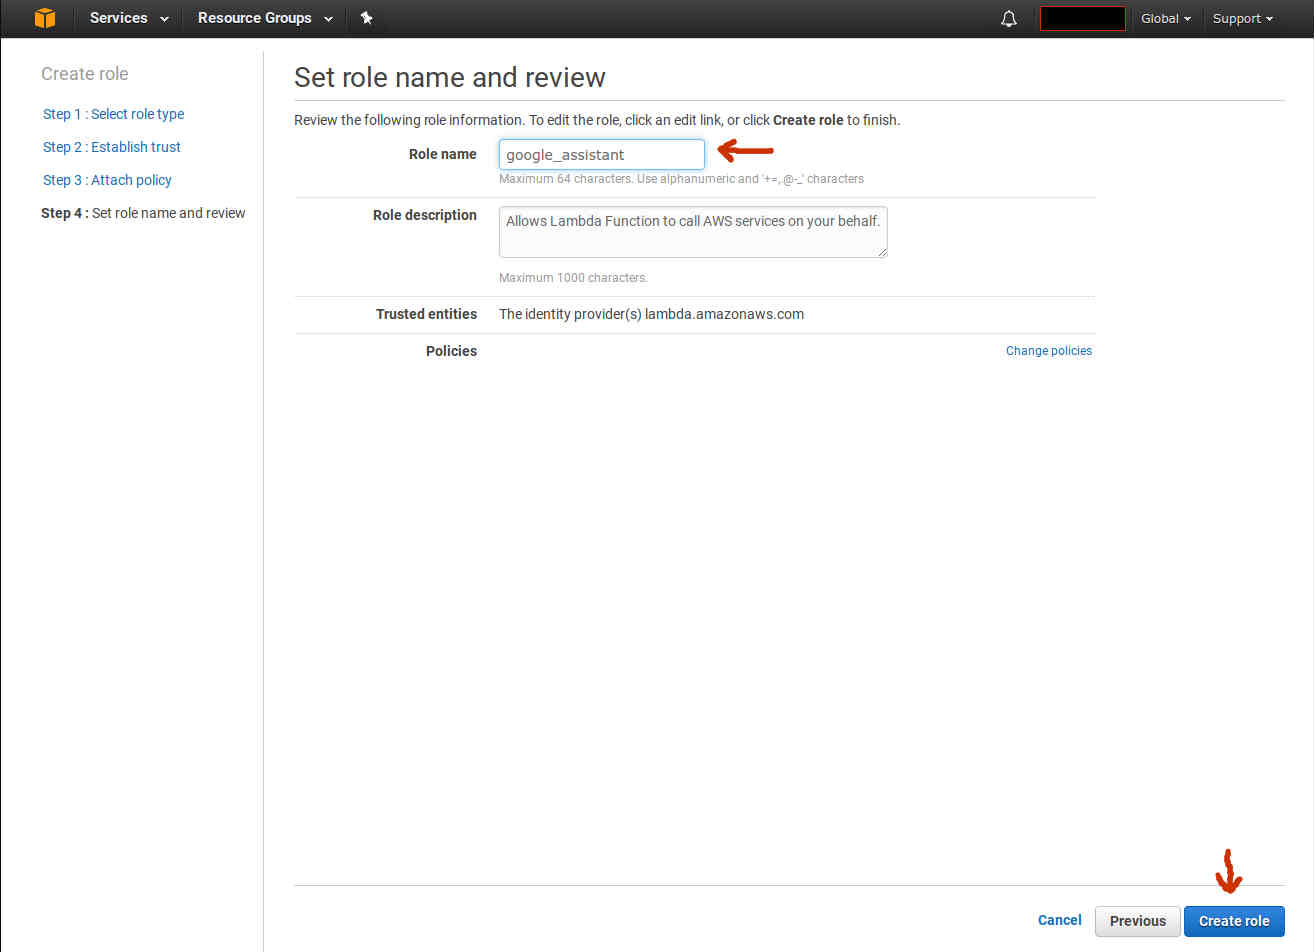 Services Resource Groups Global Support
Create role
Step 1 : Select role type
Step 2 : Establish trust
Step 3 : Attach policy
Step 4 : Set role name and review
Set role name and review
Review the following role information. To edit the role, click an edit link, or click Create role to finish.
Role name google_assistant
Maximum 64 characters. Use alphanumeric and '+=,.@-_' characters
Role description Allows Lambda Function to call AWS services on your behalf.
Maximum 1000 characters.
Trusted entities The identity provider(s) lambda.amazonaws.com
Policies Change policies
Cancel Previous Create role